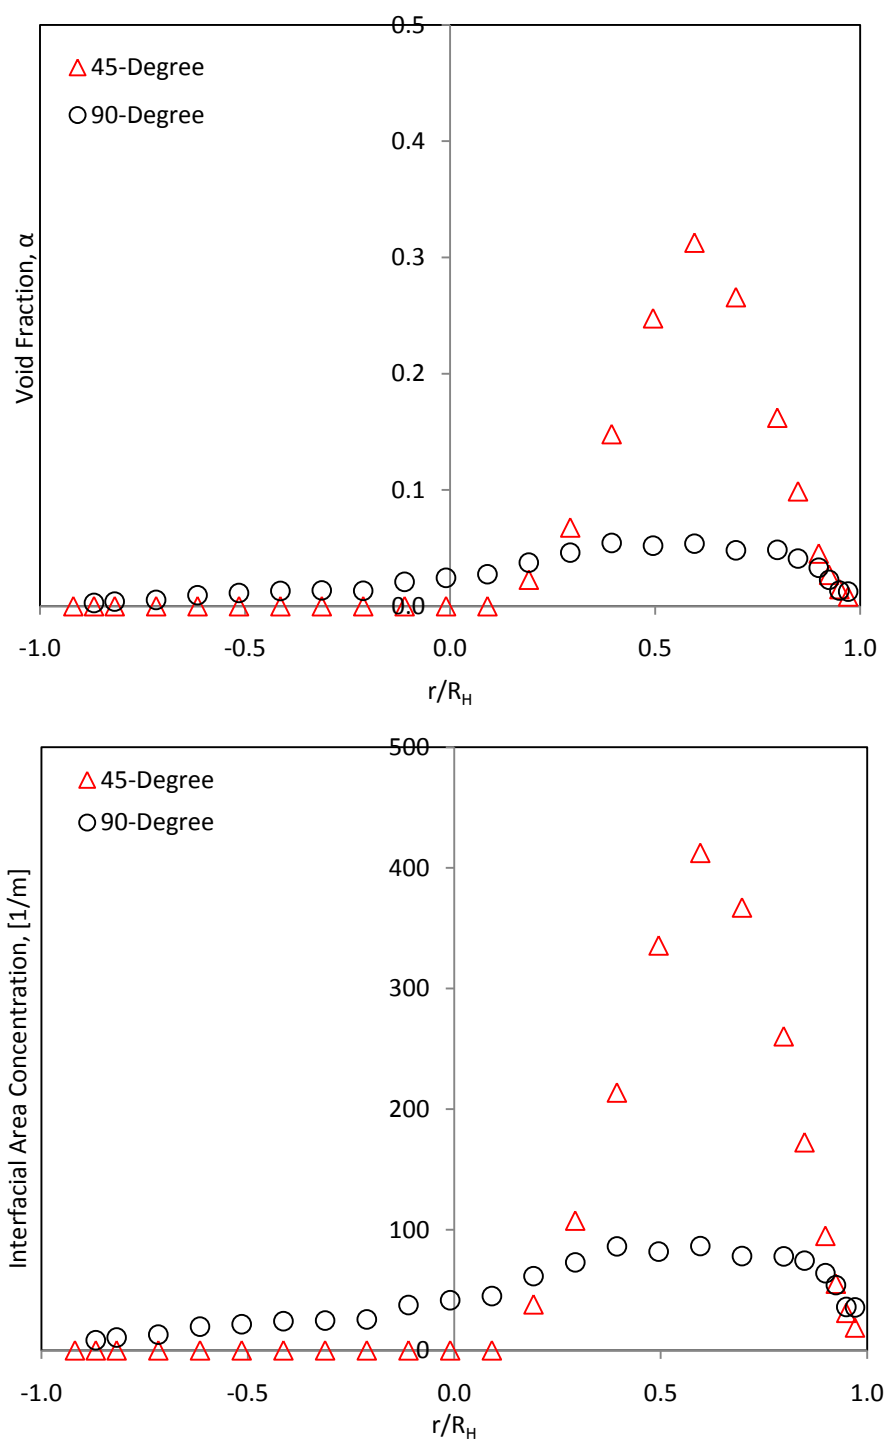 0.5
45-Degree
90-Degree
0.4
0.3
0.2
0.1
0.0
Void Fraction, α
-1.0 -0.5 0.0 0.5 1.0
r/R_H
500
45-Degree
90-Degree
400
300
200
100
0
Interfacial Area Concentration, [1/m]
-1.0 -0.5 0.0 0.5 1.0
r/R_H